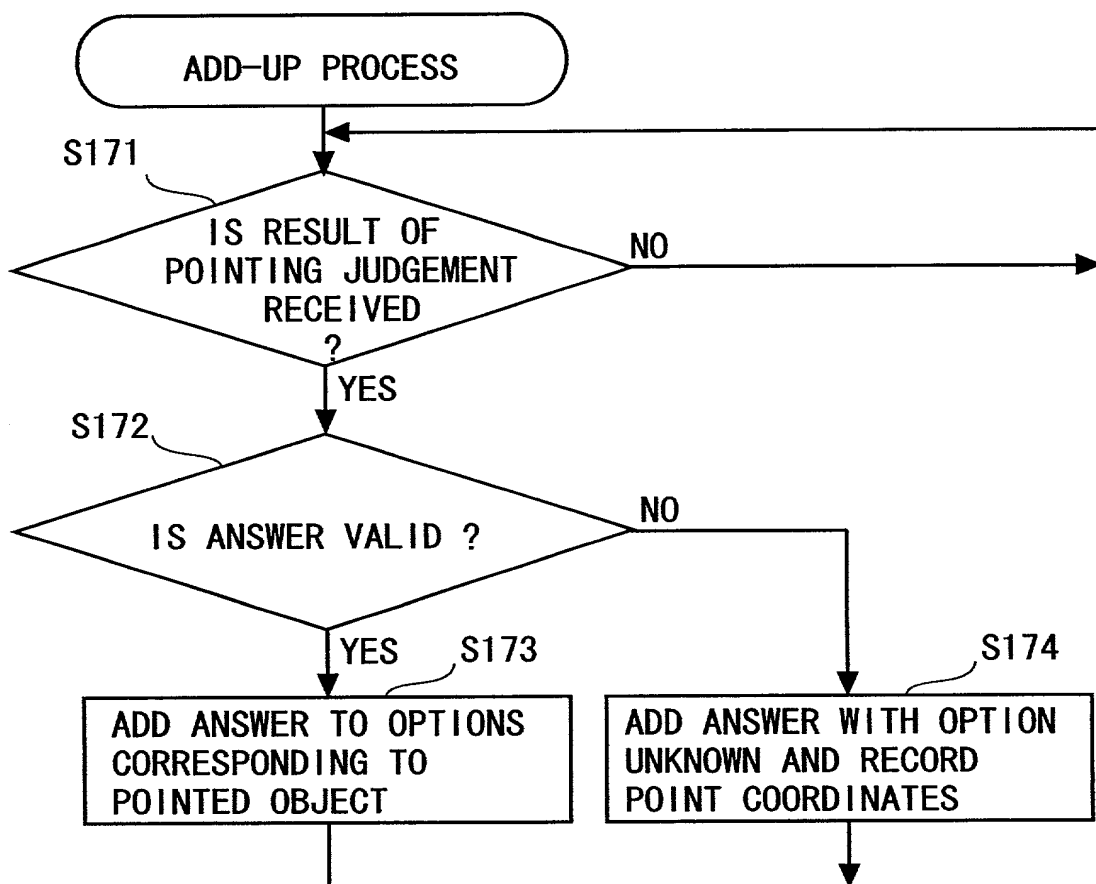 ADD-UP PROCESS
S171
IS RESULT OF
POINTING JUDGEMENT
RECEIVED
?
NO
YES
S172
IS ANSWER VALID ?
NO
YES
S173
S174
ADD ANSWER TO OPTIONS
CORRESPONDING TO
POINTED OBJECT
ADD ANSWER WITH OPTION
UNKNOWN AND RECORD
POINT COORDINATES